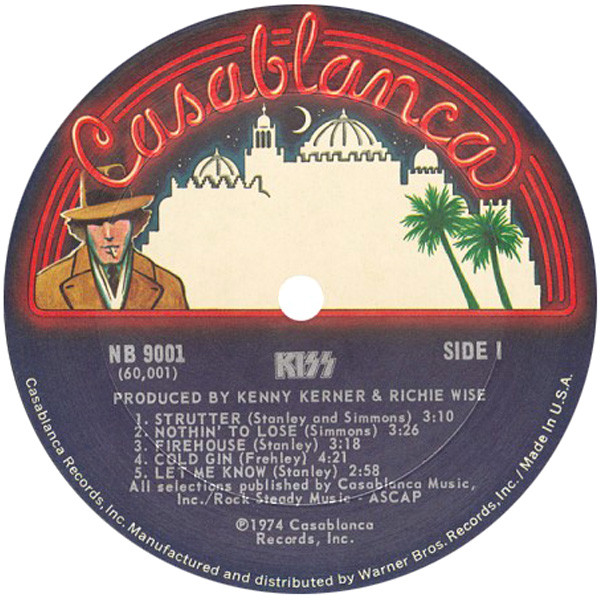 Casablanca
NB 9001
KISS
SIDE 1
(60,001)
PRODUCED BY KENNY KERNER & RICHIE WISE
1. STRUTTER (Stanley and Simmons) 3:10
2. NOTHIN' TO LOSE (Simmons) 3:26
3. FIREHOUSE (Stanley) 3:18
4. COLD GIN (Frehley) 4:21
5. LET ME KNOW (Stanley) 2:58
All selections published by Casablanca Music,
Inc./Rock Steady Music - ASCAP
℗1974 Casablanca
Records, Inc.
Casablanca Records, Inc. Manufactured and distributed by Warner Bros. Records, Inc. / Made In U.S.A.